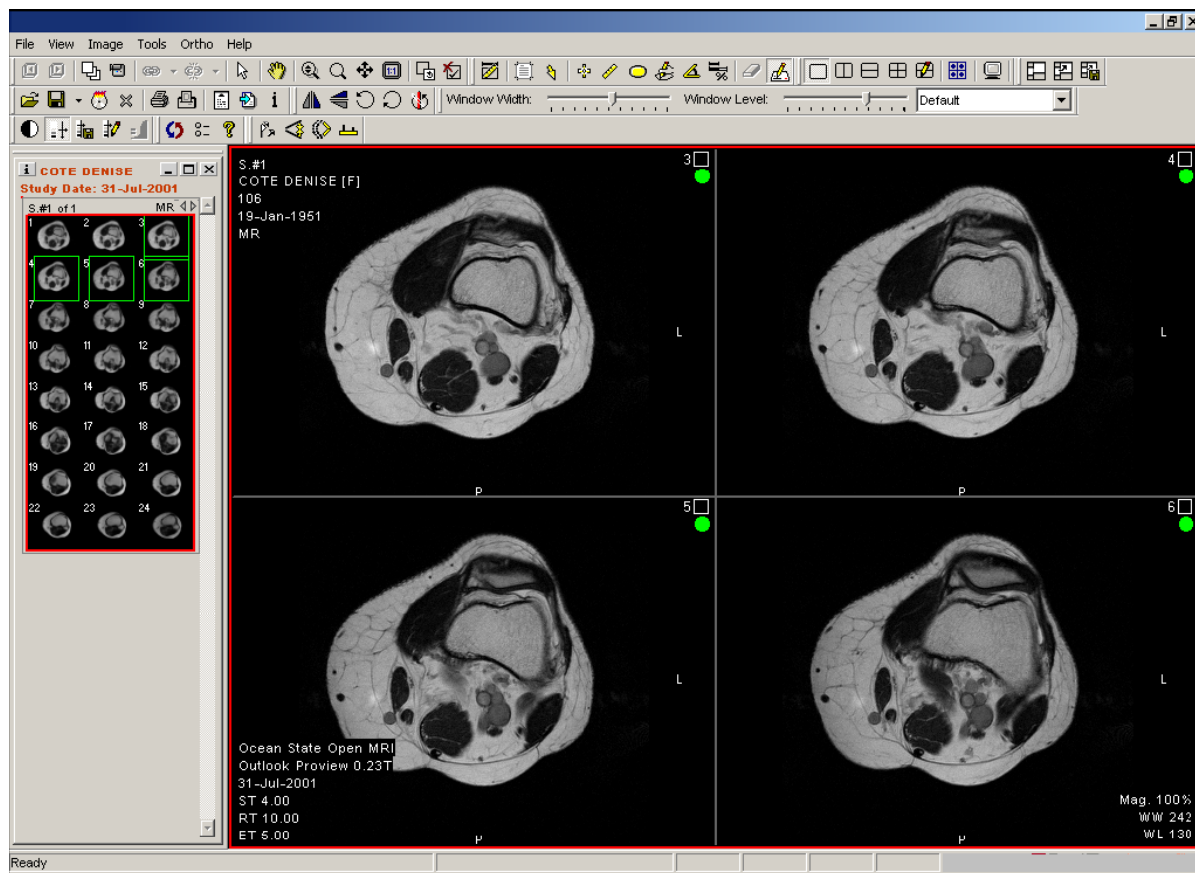 File View Image Tools Ortho Help
Window Width: Window Level: Default
COTE DENISE
Study Date: 31-Jul-2001
S.#1 of 1 MR
1 2 3
4 5 6
7 8 9
10 11 12
13 14 15
16 17 18
19 20 21
22 23 24
S.#1
COTE DENISE [F]
106
19-Jan-1951
MR
3
L
P
4
L
P
5
L
Ocean State Open MRI
Outlook Proview 0.23T
31-Jul-2001
ST 4.00
RT 10.00
ET 5.00
P
6
L
Mag. 100%
WW 242
WL 130
P
Ready